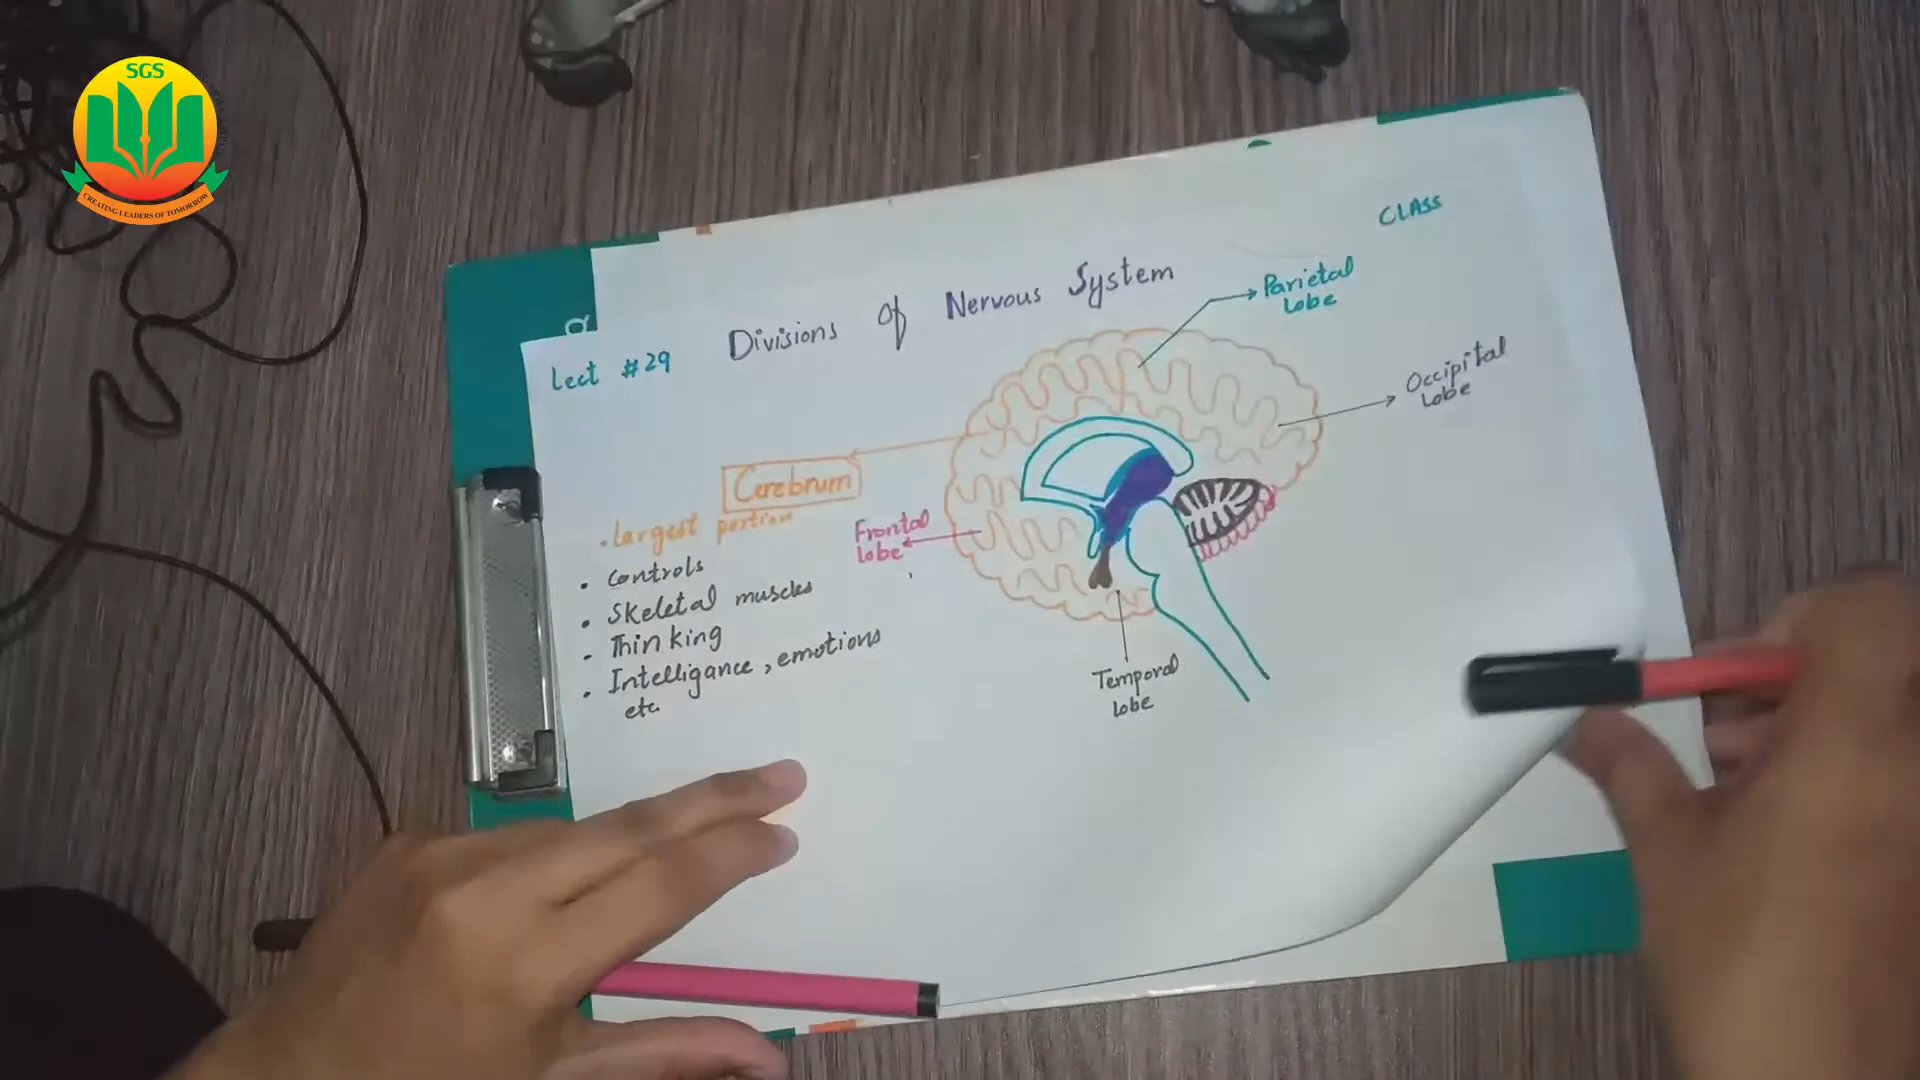 SGS
CREATING LEADERS OF TOMORROW
CLASS
Lect #29
Divisions of Nervous System
Parietal
Lobe
Occipital
Lobe
Cerebrum
. Largest portion
Frontal
lobe
. Controls
. Skeletal muscles
- Thinking
. Intelligance, emotions
etc.
Temporal
lobe